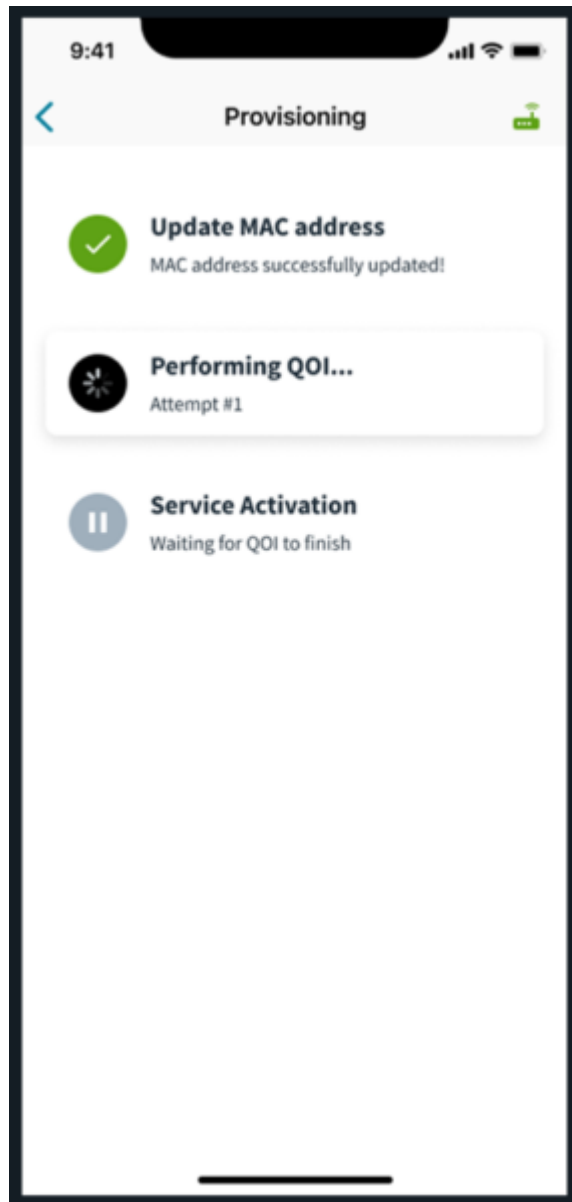 9:41
Provisioning
Update MAC address
MAC address successfully updated!
Performing QOI...
Attempt #1
Service Activation
Waiting for QOI to finish